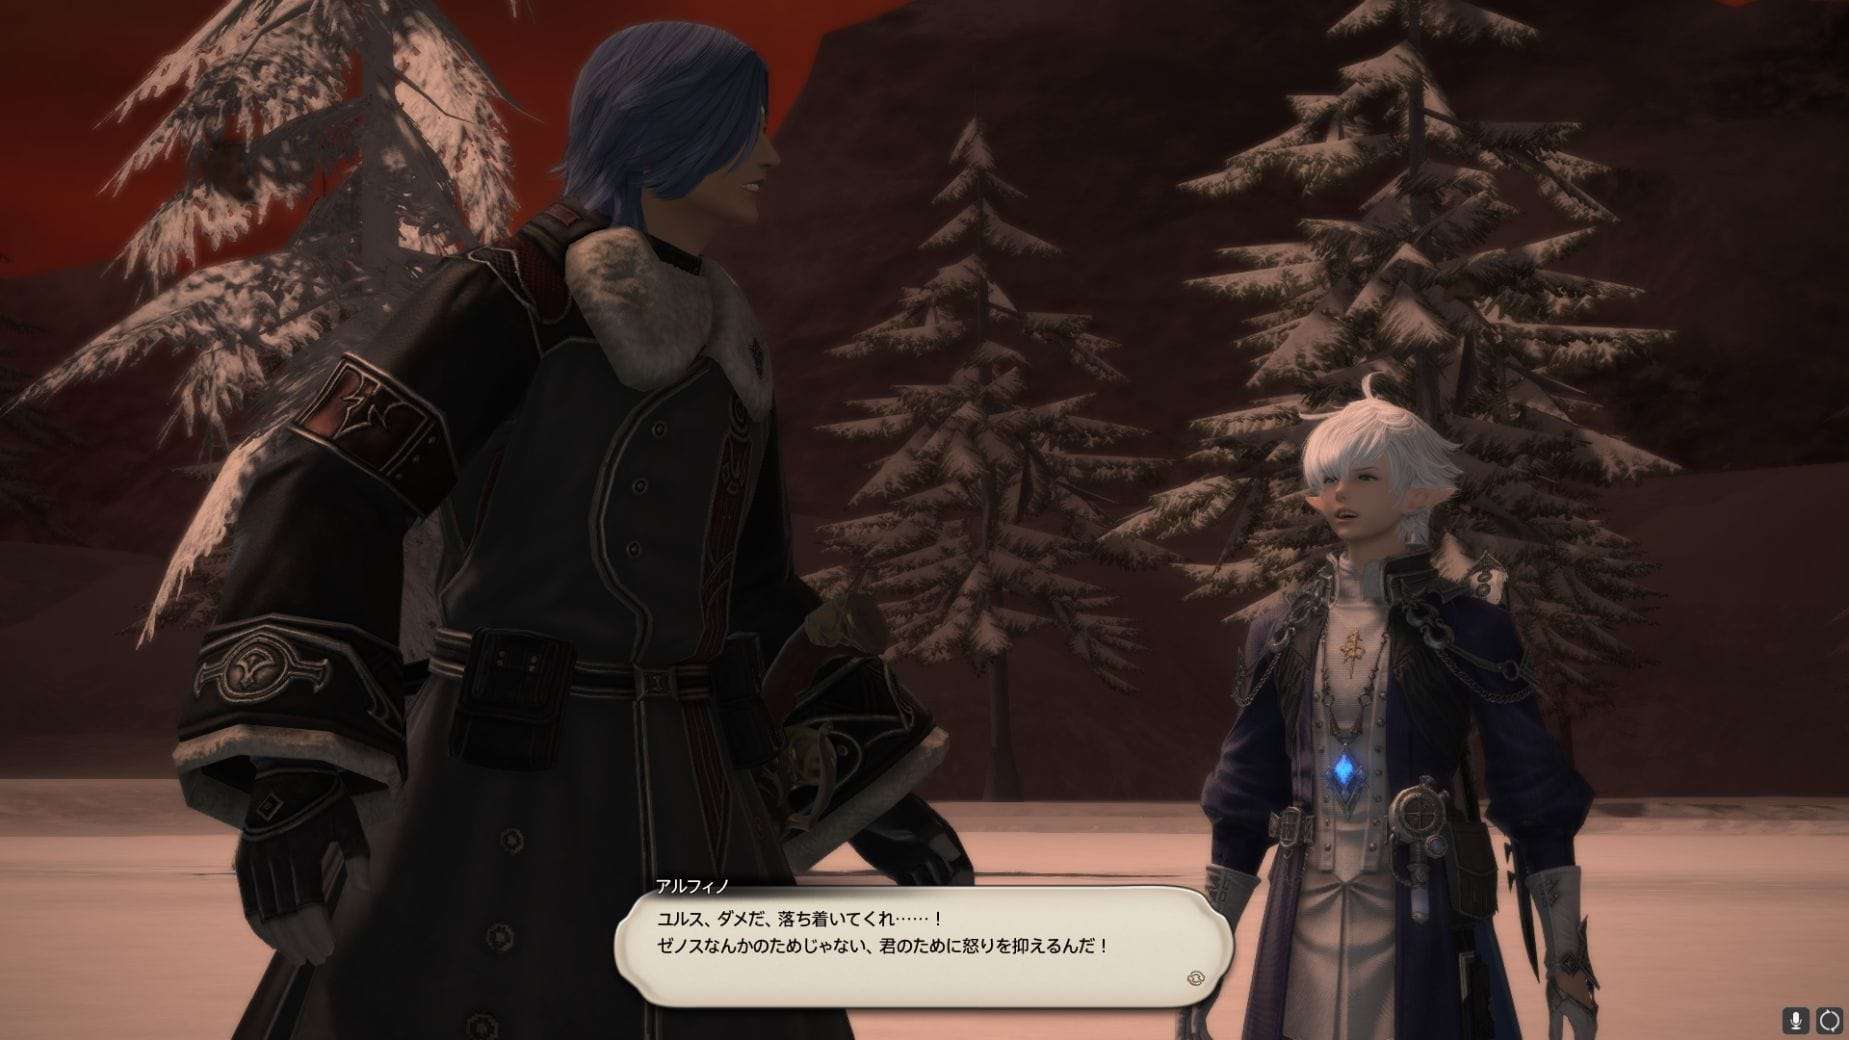 アルフィノ
ユルス、ダメだ、落ち着いてくれ……！
ゼノスなんかのためじゃない、君のために怒りを抑えるんだ！